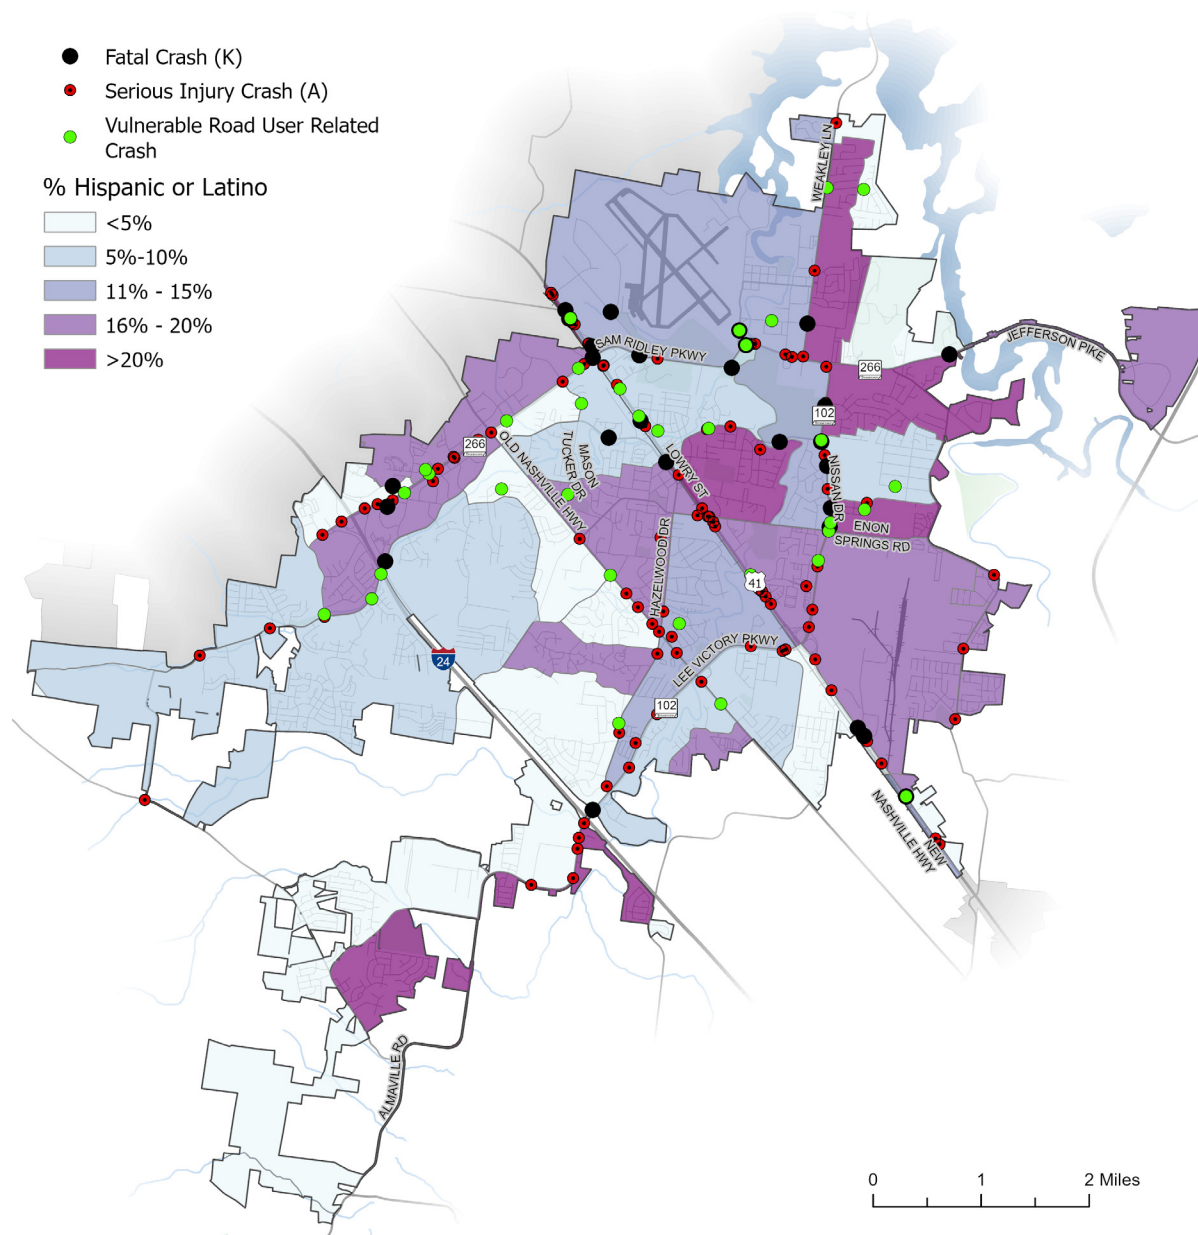 Fatal Crash (K)
Serious Injury Crash (A)
Vulnerable Road User Related
Crash
% Hispanic or Latino
<5%
5%-10%
11% - 15%
16% - 20%
>20%
WEAKLEY LN
JEFFERSON PIKE
SAM RIDLEY PKWY
266
102
266
OLD NASHVILLE HWY
MASON
TUCKER DR
LOWRY ST
NISSAN DR
ENON
SPRINGS RD
HAZELWOOD DR
41
LEE VICTORY PKWY
24
102
NEW
NASHVILLE HWY
ALMAVILLE RD
0 1 2 Miles